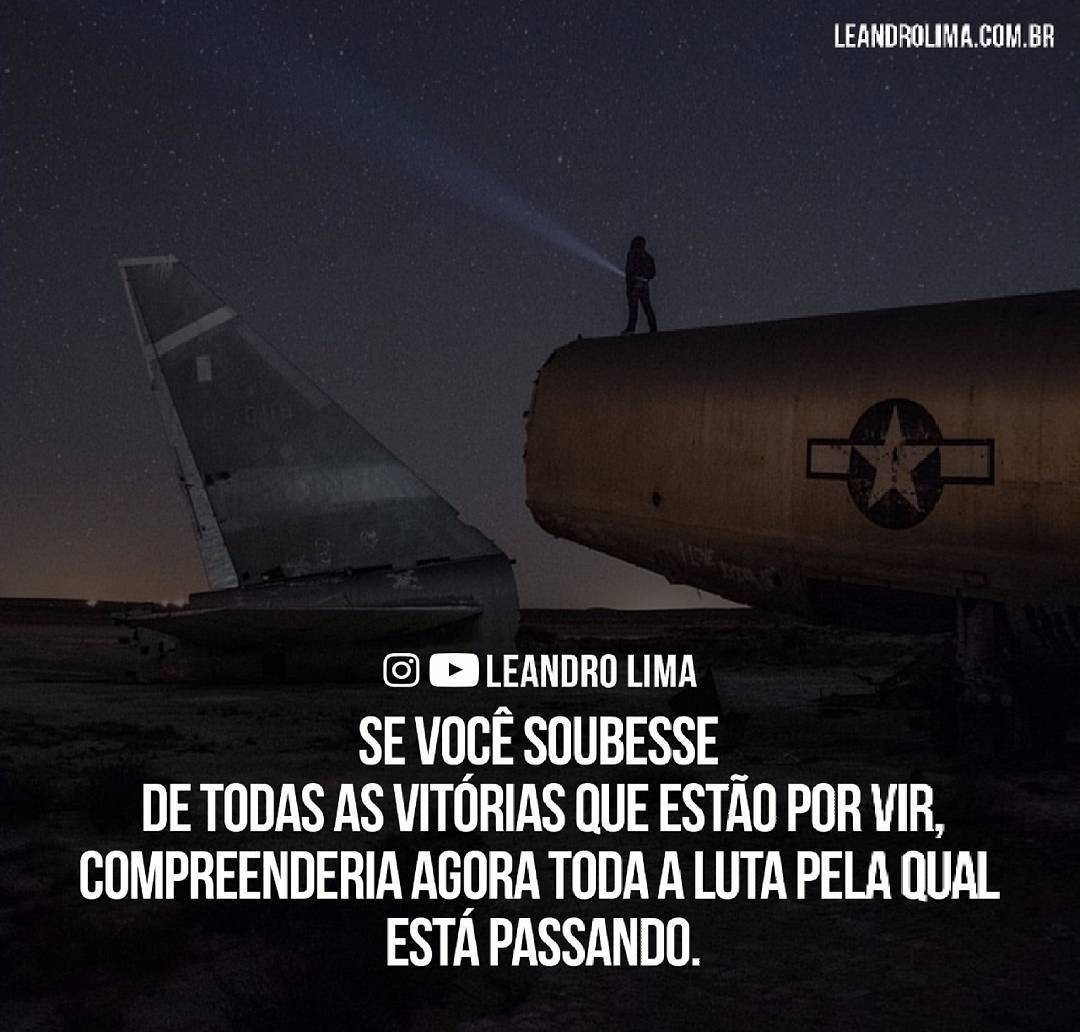 LEANDROLIMA.COM.BR
LEANDRO LIMA
SE VOCÊ SOUBESSE
DE TODAS AS VITÓRIAS QUE ESTÃO POR VIR,
COMPREENDERIA AGORA TODA A LUTA PELA QUAL
ESTÁ PASSANDO.